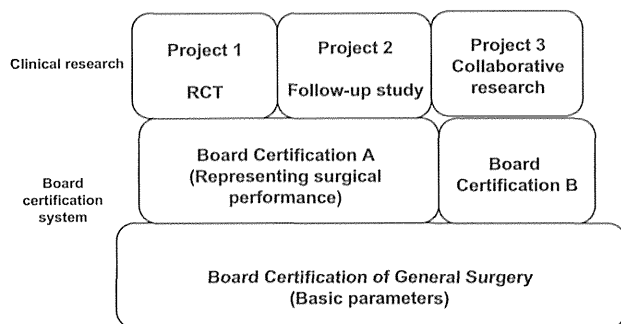 Clinical research
Project 1
RCT
Project 2
Follow-up study
Project 3
Collaborative
research
Board
certification
system
Board Certification A
(Representing surgical
performance)
Board
Certification B
Board Certification of General Surgery
(Basic parameters)